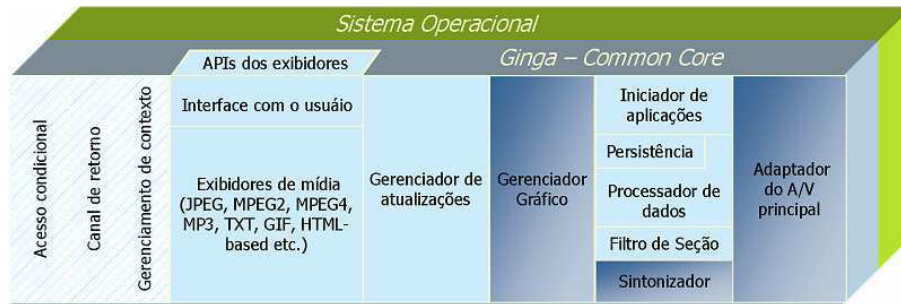 Sistema Operacional
Ginga – Common Core
APIs dos exibidores
Acesso condicional
Canal de retorno
Gerenciamento de contexto
Interface com o usuáio
Exibidores de mídia
(JPEG, MPEG2, MPEG4,
MP3, TXT, GIF, HTML-
based etc.)
Gerenciador de
atualizações
Gerenciador
Gráfico
Iniciador de
aplicações
Persistência
Processador de
dados
Filtro de Seção
Sintonizador
Adaptador
do A/V
principal